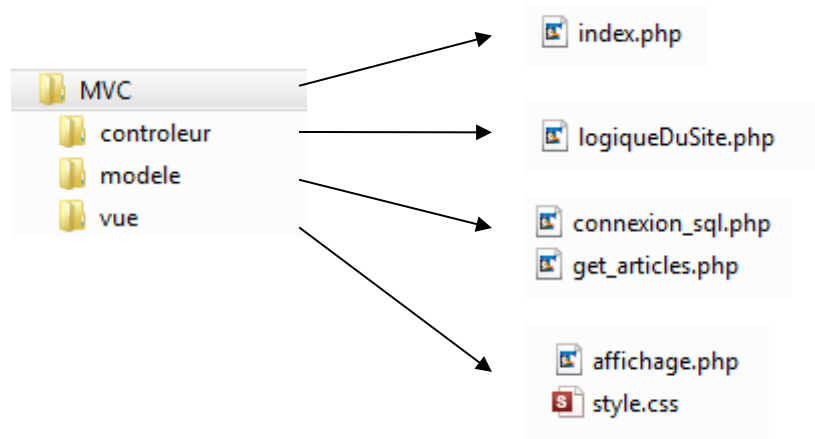 MVC
controleur
modele
vue
index.php
logiqueDuSite.php
connexion_sql.php
get_articles.php
affichage.php
S
style.css